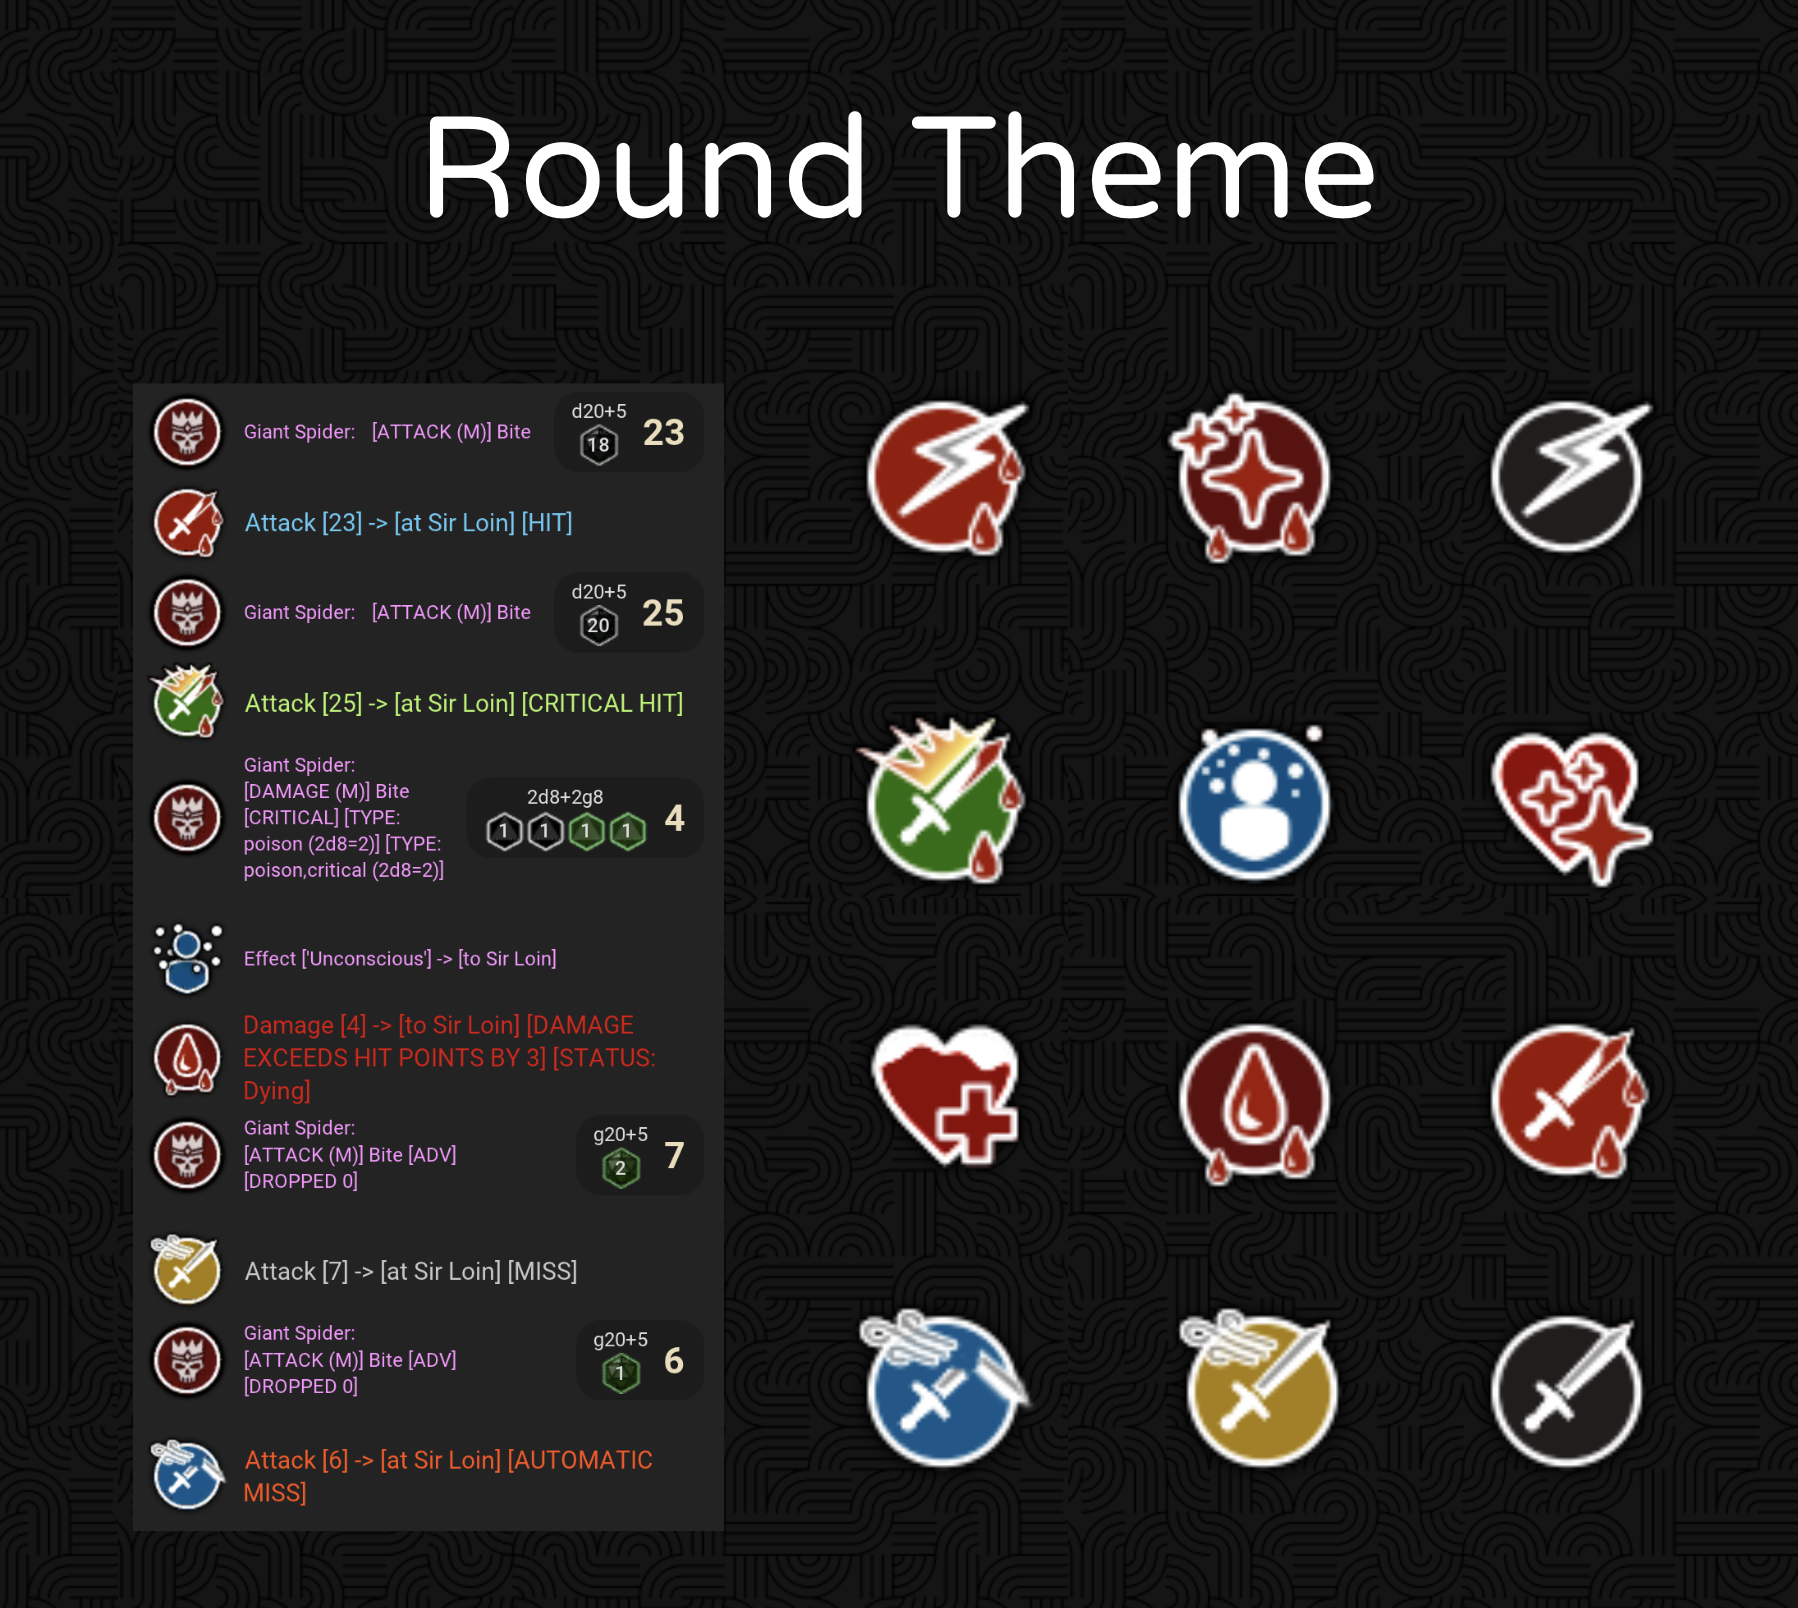 Round Theme
Giant Spider: [ATTACK (M)] Bite
d20+5
18
23
Attack [23] -> [at Sir Loin] [HIT]
Giant Spider: [ATTACK (M)] Bite
d20+5
20
25
Attack [25] -> [at Sir Loin] [CRITICAL HIT]
Giant Spider:
[DAMAGE (M)] Bite
[CRITICAL] [TYPE:
poison (2d8=2)] [TYPE:
poison,critical (2d8=2)]
2d8+2g8
1 1 1 1
4
Effect ['Unconscious'] -> [to Sir Loin]
Damage [4] -> [to Sir Loin] [DAMAGE
EXCEEDS HIT POINTS BY 3] [STATUS:
Dying]
Giant Spider:
[ATTACK (M)] Bite [ADV]
[DROPPED 0]
g20+5
2
7
Attack [7] -> [at Sir Loin] [MISS]
Giant Spider:
[ATTACK (M)] Bite [ADV]
[DROPPED 0]
g20+5
1
6
Attack [6] -> [at Sir Loin] [AUTOMATIC
MISS]